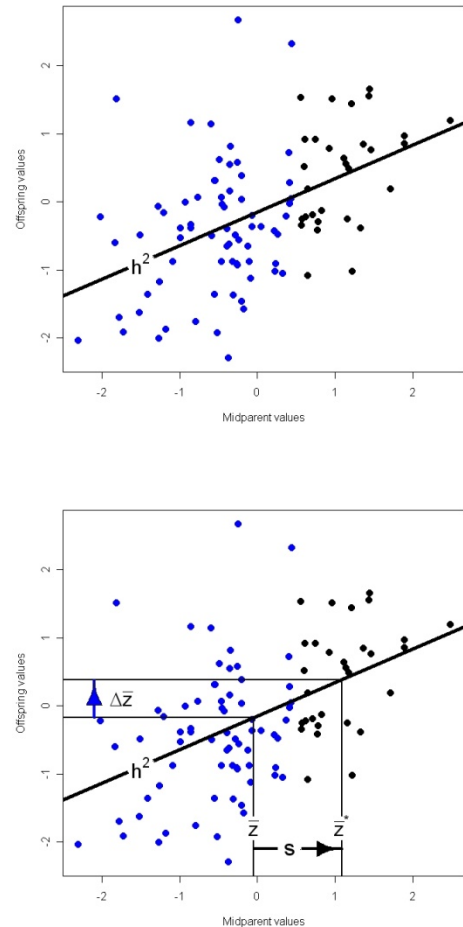 2
1
0
-1
-2
Offspring values
h²
-2 -1 0 1 2
Midparent values
2
1
0
-1
-2
Offspring values
Δz̅
h²
z̅ z̅*
s
-2 -1 0 1 2
Midparent values